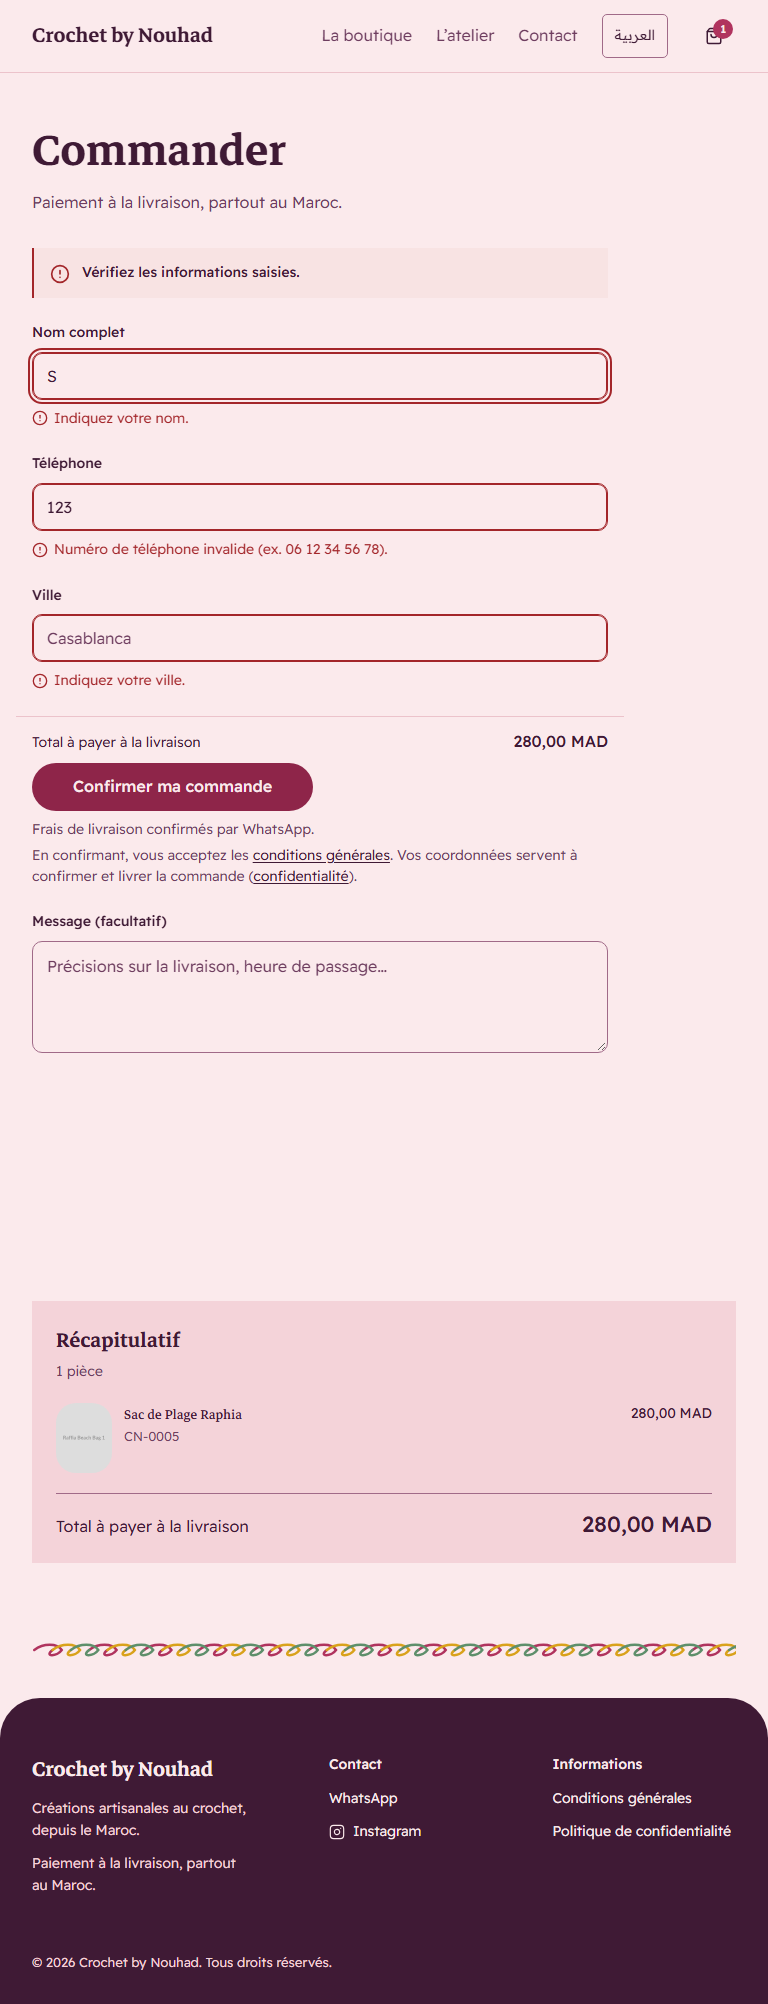 Crochet by Nouhad
La boutique
L’atelier
Contact
العربية
1
Commander
Paiement à la livraison, partout au Maroc.
Vérifiez les informations saisies.
Nom complet
S
Indiquez votre nom.
Téléphone
123
Numéro de téléphone invalide (ex. 06 12 34 56 78).
Ville
Casablanca
Indiquez votre ville.
Total à payer à la livraison
280,00 MAD
Confirmer ma commande
Frais de livraison confirmés par WhatsApp.
En confirmant, vous acceptez les conditions générales. Vos coordonnées servent à
confirmer et livrer la commande (confidentialité).
Message (facultatif)
Précisions sur la livraison, heure de passage…
Récapitulatif
1 pièce
Raffia Beach Bag 1
Sac de Plage Raphia
280,00 MAD
CN-0005
Total à payer à la livraison
280,00 MAD
Crochet by Nouhad
Créations artisanales au crochet,
depuis le Maroc.
Paiement à la livraison, partout
au Maroc.
Contact
WhatsApp
Instagram
Informations
Conditions générales
Politique de confidentialité
© 2026 Crochet by Nouhad. Tous droits réservés.